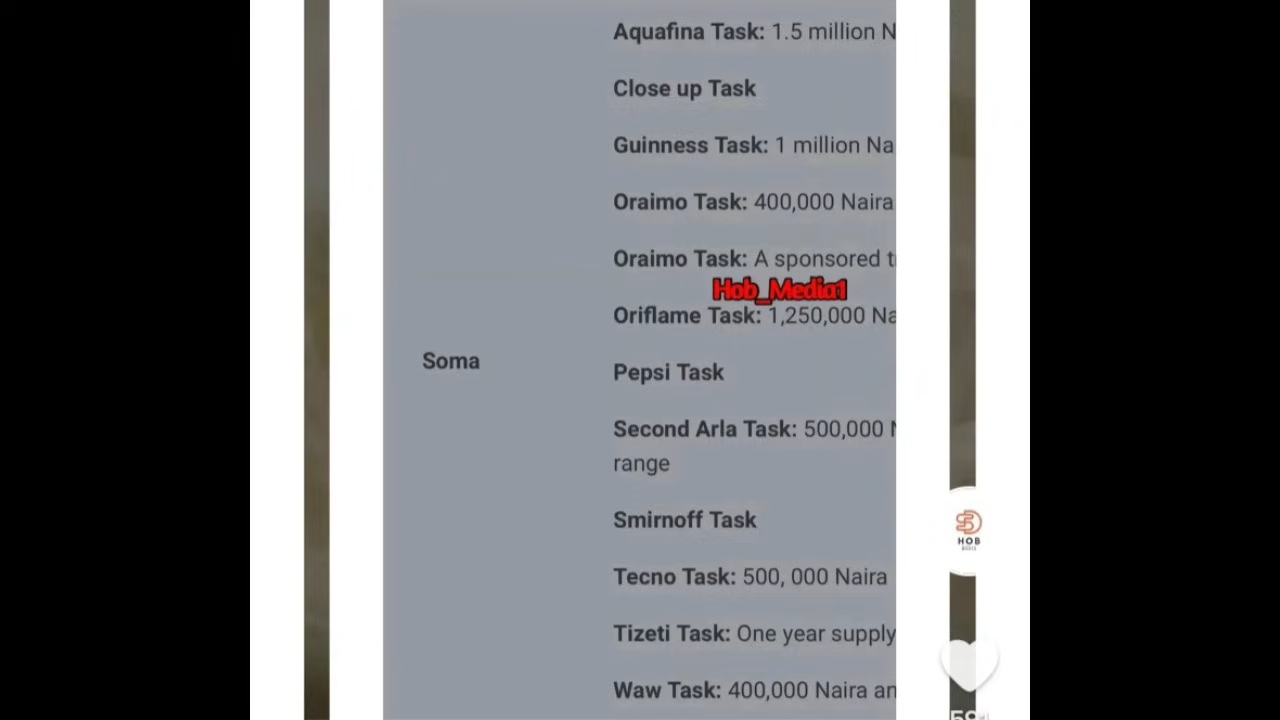 Aquafina Task: 1.5 million N
Close up Task
Guinness Task: 1 million Na
Oraimo Task: 400,000 Naira
Oraimo Task: A sponsored t
Hob_Media1
Oriflame Task: 1,250,000 Na
Soma
Pepsi Task
Second Arla Task: 500,000 N
range
Smirnoff Task
HOB
Tecno Task: 500, 000 Naira
Tizeti Task: One year supply
Waw Task: 400,000 Naira an